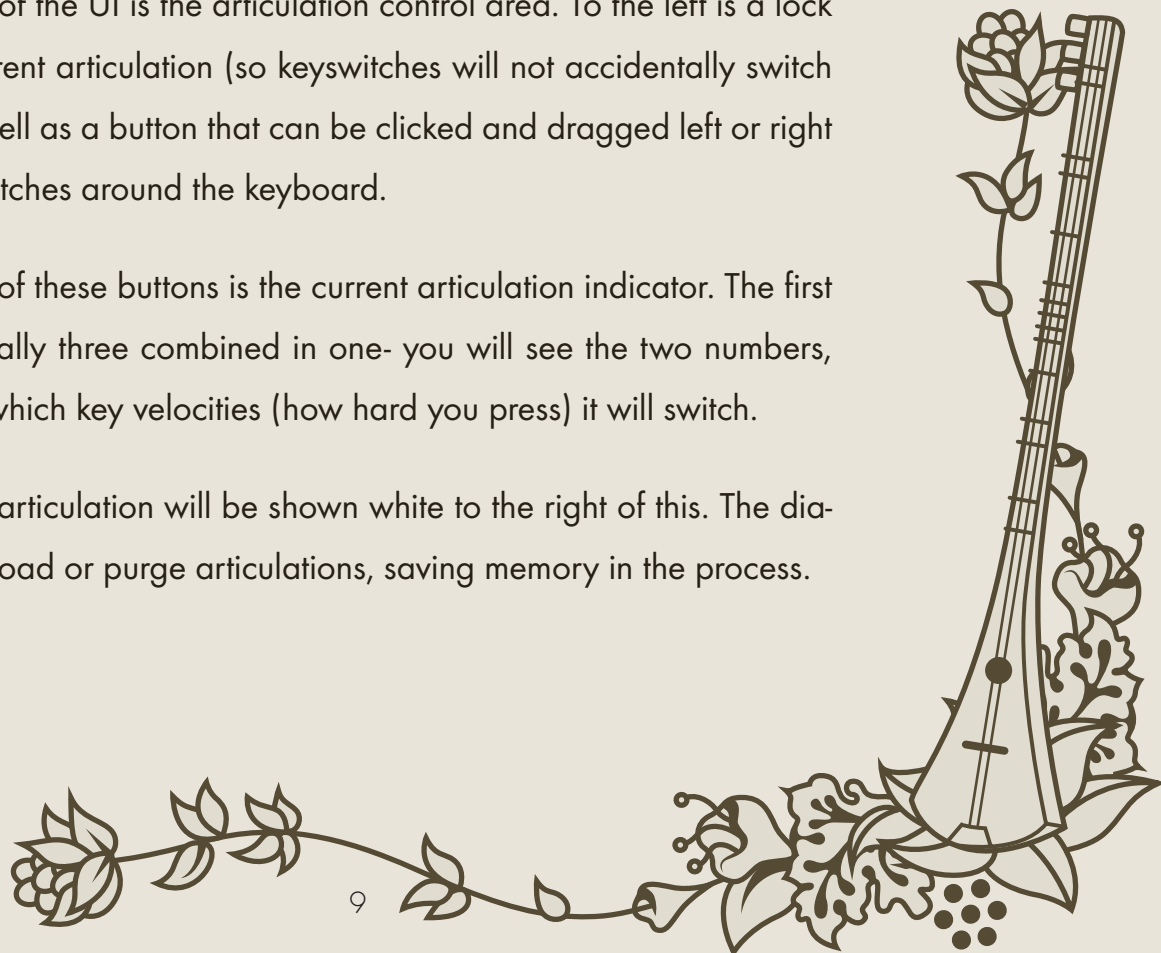 of the UI is the articulation control area. To the left is a lock
rent articulation (so keyswitches will not accidentally switch
ell as a button that can be clicked and dragged left or right
tches around the keyboard.
of these buttons is the current articulation indicator. The first
ally three combined in one- you will see the two numbers,
which key velocities (how hard you press) it will switch.
articulation will be shown white to the right of this. The dia-
oad or purge articulations, saving memory in the process.
9